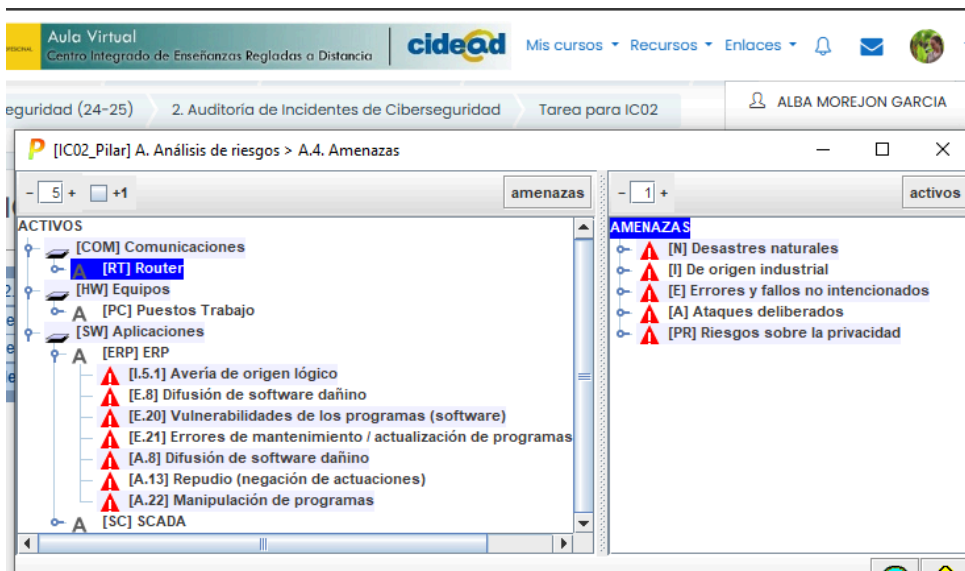 Aula Virtual
Centro Integrado de Enseñanzas Regladas a Distancia
cidead
Mis cursos
Recursos
Enlaces
eguridad (24-25)
2. Auditoría de Incidentes de Ciberseguridad
Tarea para IC02
ALBA MOREJON GARCIA
[IC02_Pilar] A. Análisis de riesgos > A.4. Amenazas
- 5 + +1
amenazas
- 1 +
activos
ACTIVOS
[COM] Comunicaciones
[RT] Router
[HW] Equipos
[PC] Puestos Trabajo
[SW] Aplicaciones
[ERP] ERP
[I.5.1] Avería de origen lógico
[E.8] Difusión de software dañino
[E.20] Vulnerabilidades de los programas (software)
[E.21] Errores de mantenimiento / actualización de programas
[A.8] Difusión de software dañino
[A.13] Repudio (negación de actuaciones)
[A.22] Manipulación de programas
[SC] SCADA
AMENAZAS
[N] Desastres naturales
[I] De origen industrial
[E] Errores y fallos no intencionados
[A] Ataques deliberados
[PR] Riesgos sobre la privacidad